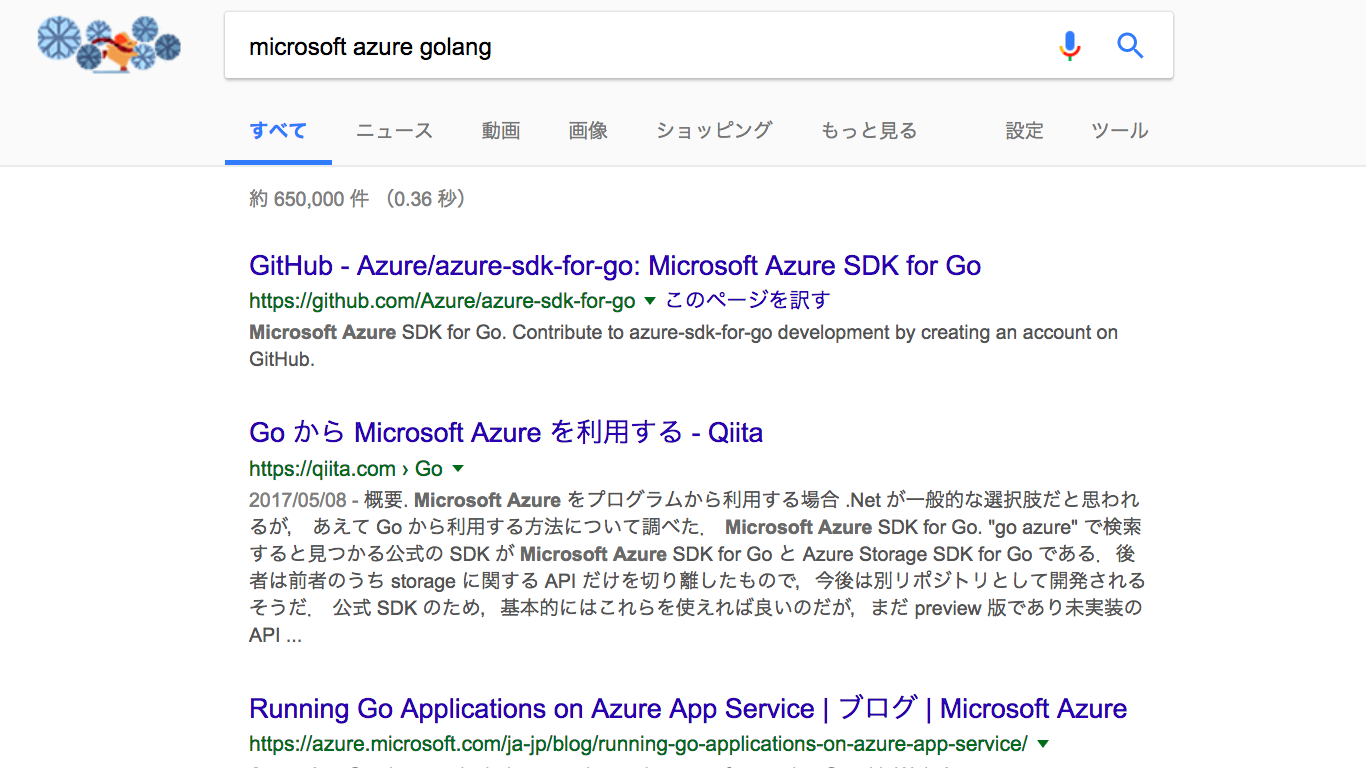 microsoft azure golang
すべて ニュース 動画 画像 ショッピング もっと見る 設定 ツール
約 650,000 件 （0.36 秒）
GitHub - Azure/azure-sdk-for-go: Microsoft Azure SDK for Go
https://github.com/Azure/azure-sdk-for-go ▼ このページを訳す
Microsoft Azure SDK for Go. Contribute to azure-sdk-for-go development by creating an account on
GitHub.
Go から Microsoft Azure を利用する - Qiita
https://qiita.com › Go ▼
2017/05/08 - 概要. Microsoft Azure をプログラムから利用する場合 .Net が一般的な選択肢だと思われ
るが， あえて Go から利用する方法について調べた． Microsoft Azure SDK for Go. "go azure" で検索
すると見つかる公式の SDK が Microsoft Azure SDK for Go と Azure Storage SDK for Go である．後
者は前者のうち storage に関する API だけを切り離したもので，今後は別リポジトリとして開発される
そうだ． 公式 SDK のため，基本的にはこれらを使えれば良いのだが，まだ preview 版であり未実装の
API ...
Running Go Applications on Azure App Service | ブログ | Microsoft Azure
https://azure.microsoft.com/ja-jp/blog/running-go-applications-on-azure-app-service/ ▼